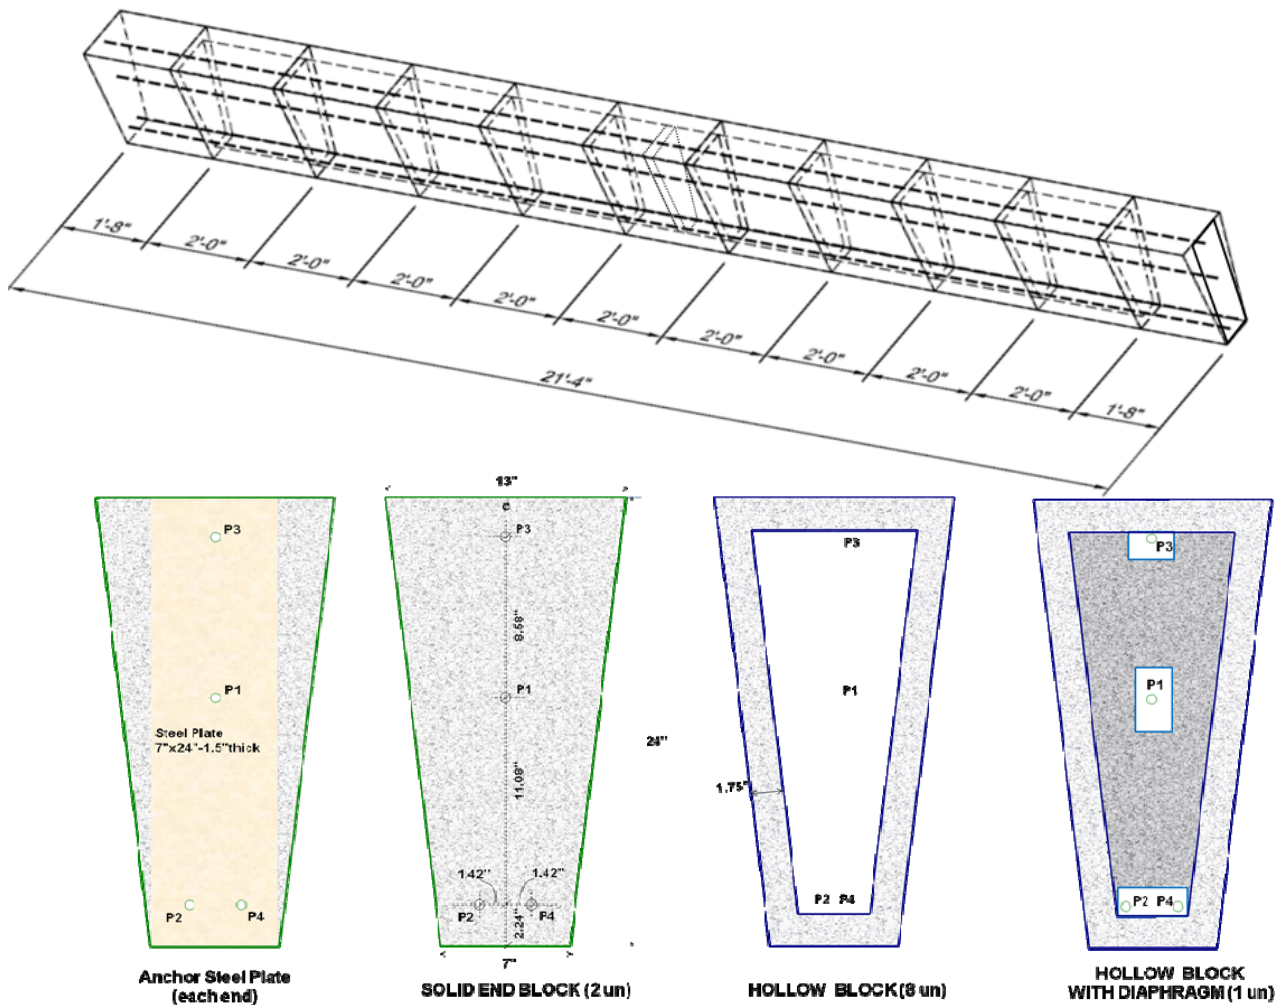 1'-8"
2'-0"
2'-0"
2'-0"
2'-0"
2'-0"
2'-0"
2'-0"
2'-0"
2'-0"
1'-8"
21'-4"
P3
P1
Steel Plate
7"x24"-1.5"thick
P2
P4
Anchor Steel Plate
(each end)
13"
C
P3
8.58"
P1
11.08"
1.42"
1.42"
P2
P4
2.24"
7"
SOLID END BLOCK (2 un)
24"
P3
P1
1.75"
P2 P4
HOLLOW BLOCK(8 un)
P3
P1
P2 P4
HOLLOW BLOCK
WITH DIAPHRAGM (1 un)